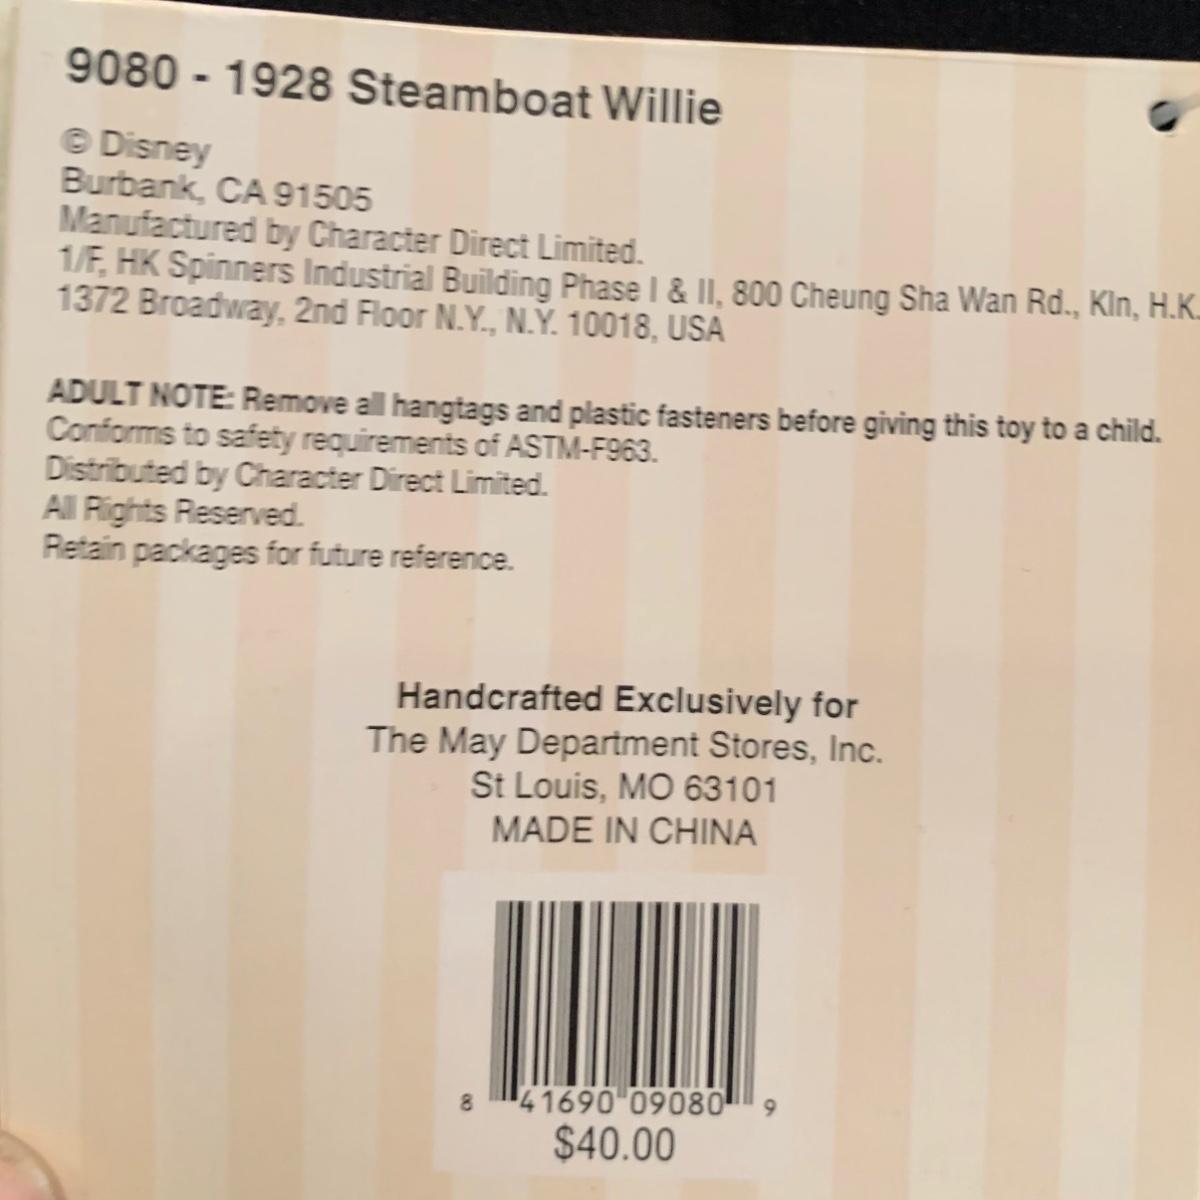 9080 - 1928 Steamboat Willie
© Disney
Burbank, CA 91505
Manufactured by Character Direct Limited.
1/F, HK Spinners Industrial Building Phase I & II, 800 Cheung Sha Wan Rd., Kln, H.K.
1372 Broadway, 2nd Floor N.Y., N.Y. 10018, USA
ADULT NOTE: Remove all hangtags and plastic fasteners before giving this toy to a child.
Conforms to safety requirements of ASTM-F963.
Distributed by Character Direct Limited.
All Rights Reserved.
Retain packages for future reference.
Handcrafted Exclusively for
The May Department Stores, Inc.
St Louis, MO 63101
MADE IN CHINA
8 41690 09080 9
$40.00